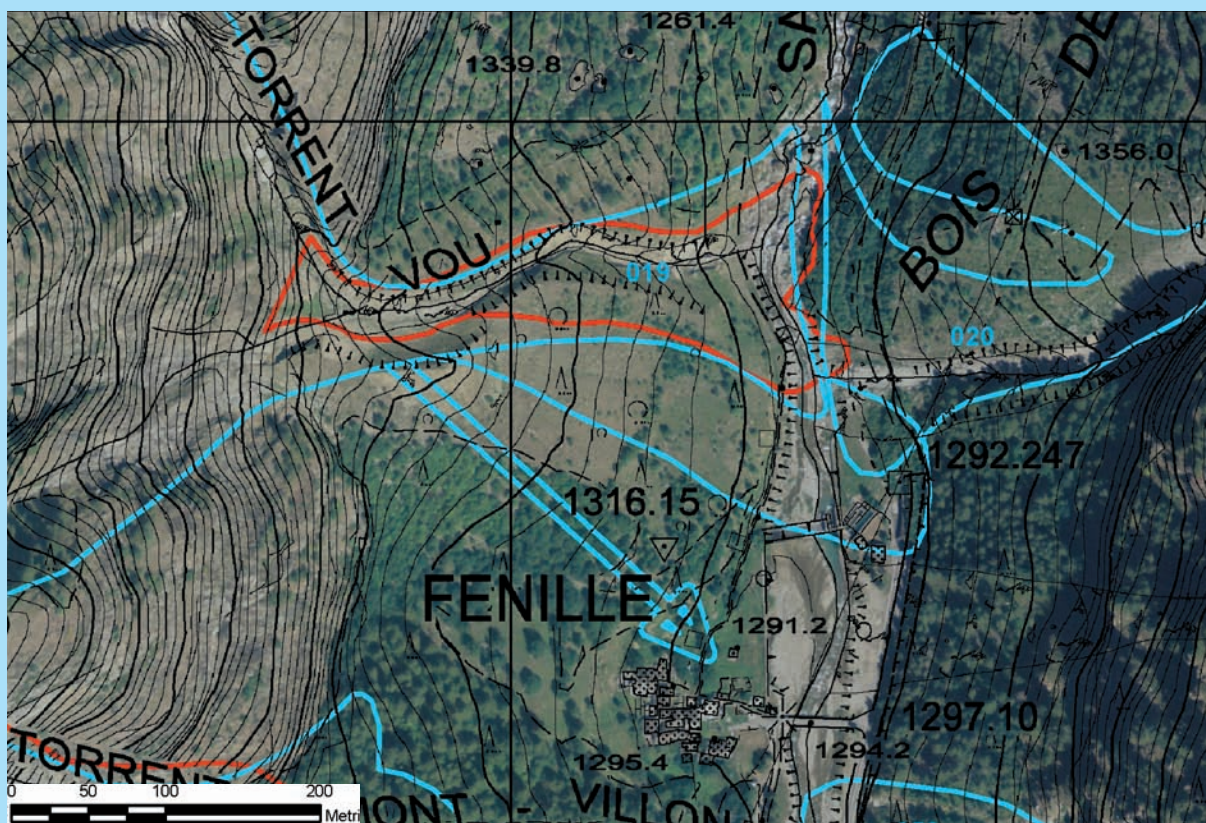 1261.4
SA
DE
1339.8
TORRENT
1356.0
BOIS
VOU
019
020
1292.247
1316.15
FENILLE
1291.2
1297.10
1294.2
1295.4
TORRENT
MONT - VILLON
0 50 100 200
Metri